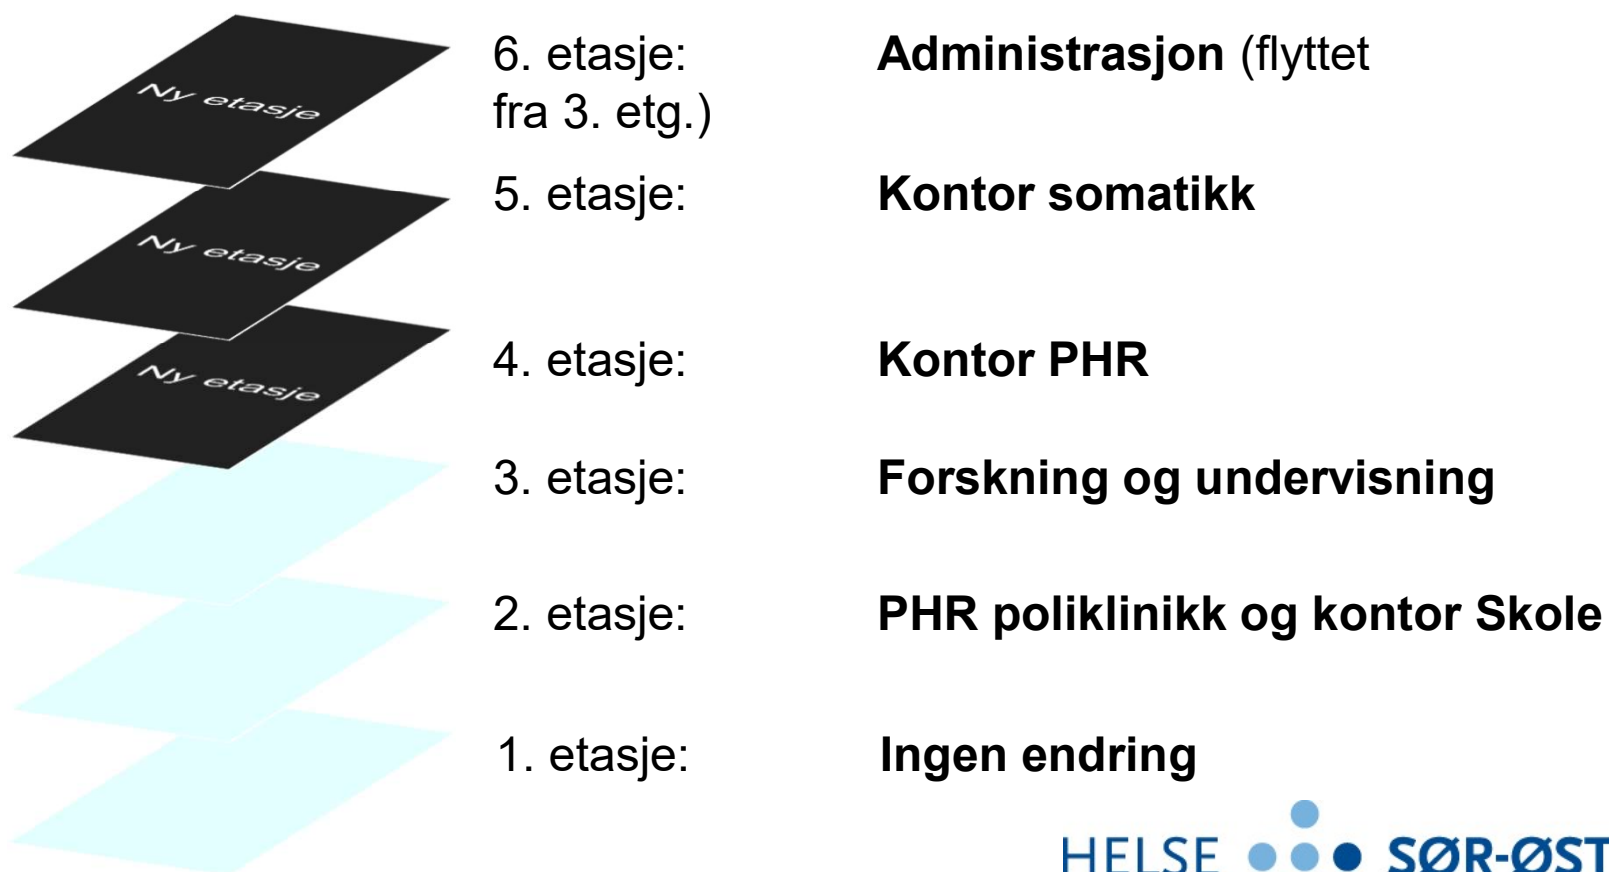 Ny etasje
6. etasje: Administrasjon (flyttet
fra 3. etg.)
Ny etasje
5. etasje: Kontor somatikk
Ny etasje
4. etasje: Kontor PHR
3. etasje: Forskning og undervisning
2. etasje: PHR poliklinikk og kontor Skole
1. etasje: Ingen endring
HELSE SØR-ØST